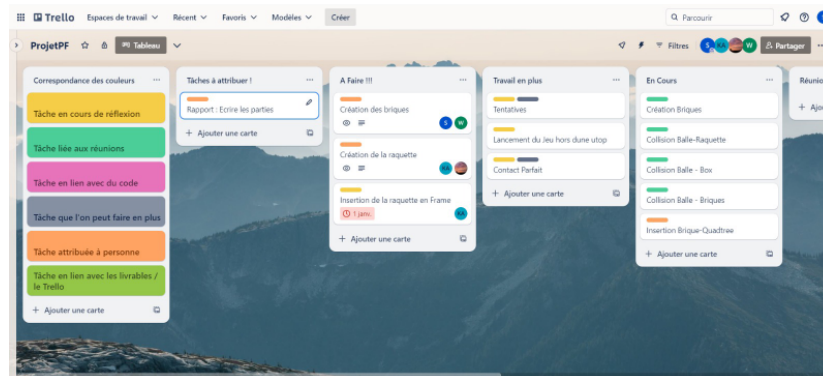 Trello Espaces de travail Récent Favoris Modèles Créer Parcourir
ProjetPF Tableau Filtres S KA W Partager
Correspondance des couleurs
Tâche en cours de réflexion
Tâche liée aux réunions
Tâche en lien avec du code
Tâche que l'on peut faire en plus
Tâche attribuée à personne
Tâche en lien avec les livrables /
le Trello
+ Ajouter une carte
Tâches à attribuer !
Rapport : Ecrire les parties
+ Ajouter une carte
A Faire !!!
Création des briques
S W
Création de la raquette
KA
Insertion de la raquette en Frame
1 janv.
KA
+ Ajouter une carte
Travail en plus
Tentatives
Lancement du Jeu hors dune utop
Contact Parfait
+ Ajouter une carte
En Cours
Création Briques
Collision Balle-Raquette
Collision Balle - Box
Collision Balle - Briques
Insertion Brique-Quadtree
+ Ajouter une carte
Réunio
+ Ajou